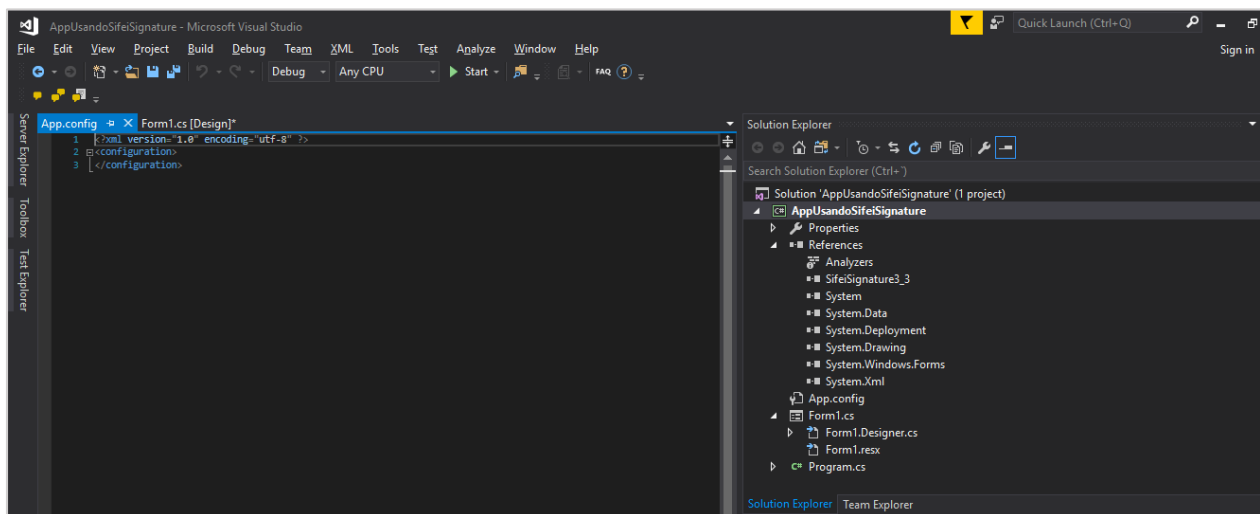 AppUsandoSifeiSignature - Microsoft Visual Studio
Quick Launch (Ctrl+Q)
File Edit View Project Build Debug Team XML Tools Test Analyze Window Help
Sign in
Debug Any CPU Start FAQ
Server Explorer
Toolbox
Test Explorer
App.config Form1.cs [Design]*
1 <?xml version="1.0" encoding="utf-8" ?>
2 <configuration>
3 </configuration>
Solution Explorer
Search Solution Explorer (Ctrl+¨)
Solution 'AppUsandoSifeiSignature' (1 project)
C# AppUsandoSifeiSignature
Properties
References
Analyzers
SifeiSignature3_3
System
System.Data
System.Deployment
System.Drawing
System.Windows.Forms
System.Xml
App.config
Form1.cs
Form1.Designer.cs
Form1.resx
C# Program.cs
Solution Explorer Team Explorer